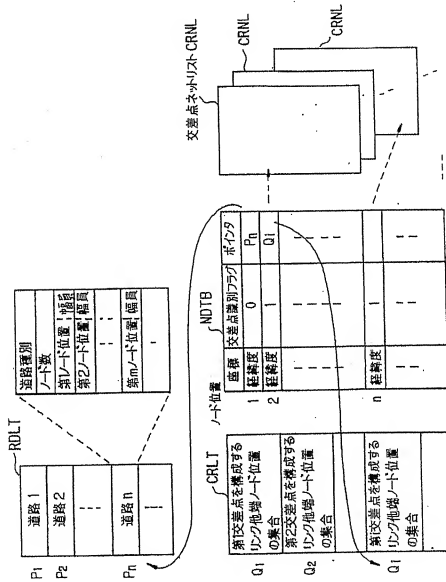 RDLT
P1 道路1
P2 道路2
Pn 道路n
道路種別
ノード数
第1ノード位置 幅員
第2ノード位置 幅員
第mノード位置 幅員
交差点ネットリストCRNL
CRNL
CRNL
CRLT
Q1 第1交差点を構成する
リンク他端ノード位置
の集合
Q2 第2交差点を構成する
リンク他端ノード位置
の集合
Qi 第i交差点を構成する
リンク他端ノード位置
の集合
NDTB
ノード位置
座標 交差点識別フラグ ポインタ
1 経緯度 0 Pn
2 経緯度 1 Qi
n 経緯度 1